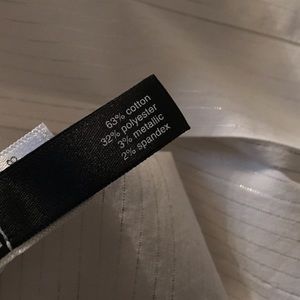 63% cotton
32% polyester
3% metallic
2% spandex